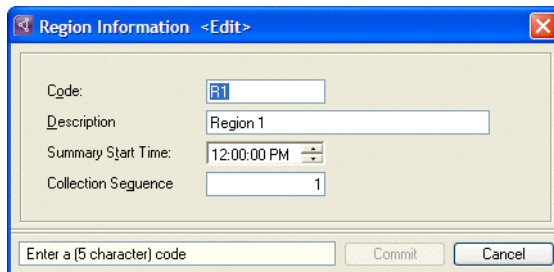 Region Information <Edit>
Code: R1
Description Region 1
Summary Start Time: 12:00:00 PM
Collection Sequence 1
Enter a (5 character) code Commit Cancel